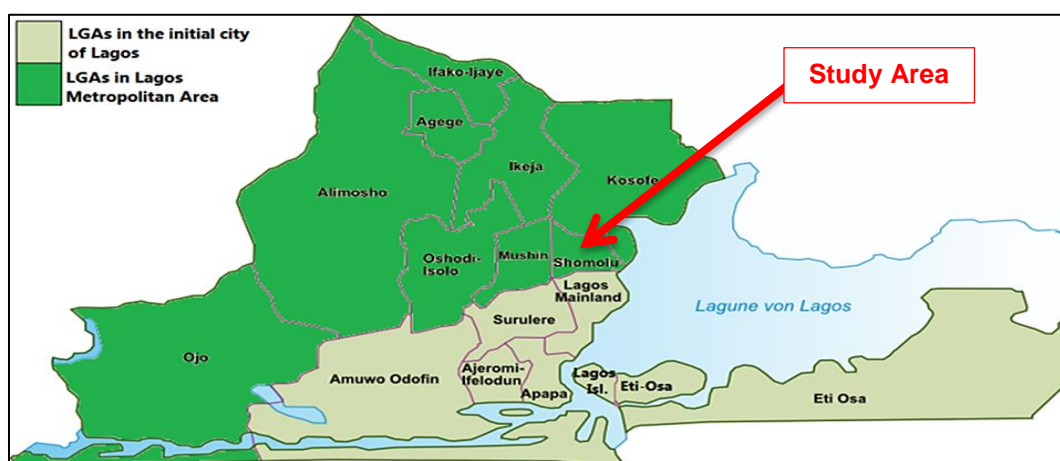 LGAs in the initial city
of Lagos
LGAs in Lagos
Metropolitan Area
Study Area
Ifako-Ijaye
Agege
Ikeja
Kosofe
Alimosho
Oshodi-
Isolo
Mushin
Shomolu
Lagos
Mainland
Surulere
Lagune von Lagos
Ojo
Amuwo Odofin
Ajeromi-
Ifelodun
Apapa
Lagos
Isl.
Eti-Osa
Eti Osa